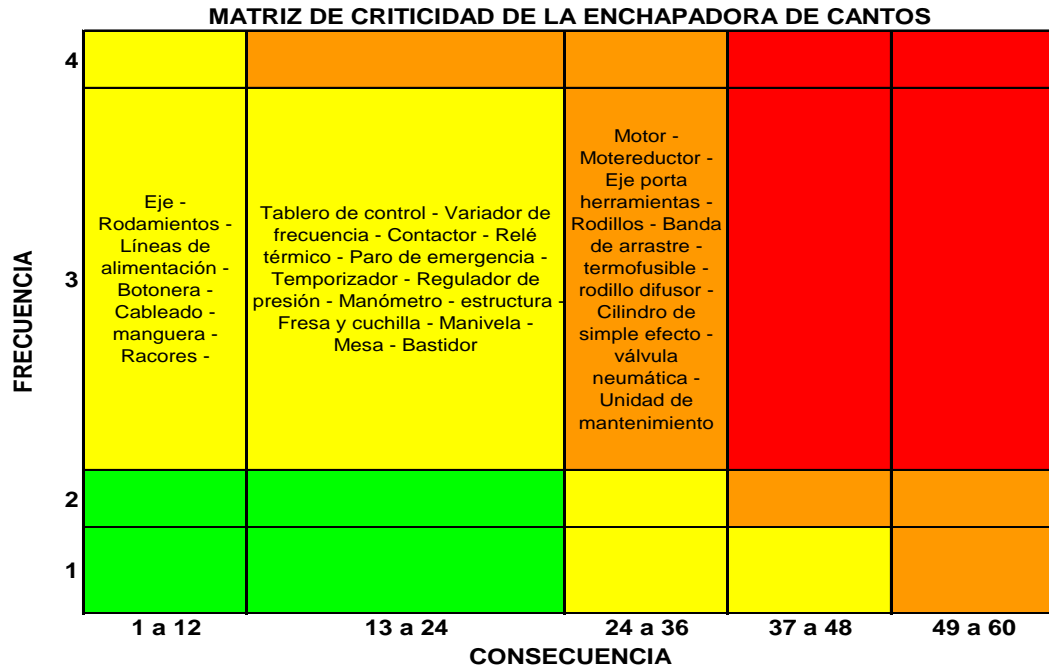 MATRIZ DE CRITICIDAD DE LA ENCHAPADORA DE CANTOS
FRECUENCIA
4
3
Eje -
Rodamientos -
Líneas de
alimentación -
Botonera -
Cableado -
manguera -
Racores -
Tablero de control - Variador de
frecuencia - Contactor - Relé
térmico - Paro de emergencia -
Temporizador - Regulador de
presión - Manómetro - estructura -
Fresa y cuchilla - Manivela -
Mesa - Bastidor
Motor -
Motereductor -
Eje porta
herramientas -
Rodillos - Banda
de arrastre -
termofusible -
rodillo difusor -
Cilindro de
simple efecto -
válvula
neumática -
Unidad de
mantenimiento
2
1
1 a 12
13 a 24
24 a 36
37 a 48
49 a 60
CONSECUENCIA